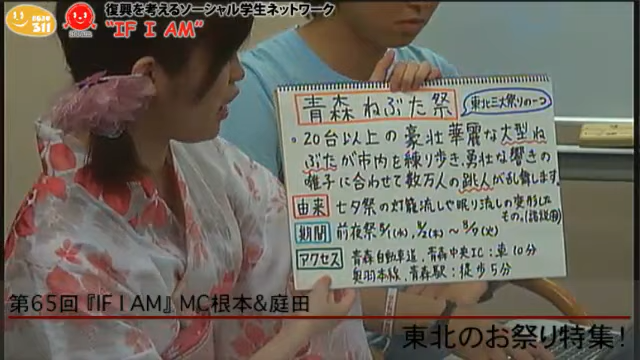 復興を考えるソーシャル学生ネットワーク
311
"IF I AM"
青森ねぶた祭
東北三大祭りの一つ
・20台以上の豪壮華麗な大型ね
ぶたが市内を練り歩き、勇壮な響きの
囃子に合わせて数万人の跳人が乱舞します。
由来 七夕祭の灯籠流しや眠り流しの変形した
もの。(諸説有)
期間 前夜祭8/1(水)、8/2(木)～8/7(火)
アクセス 青森自動車道、青森中央IC:車10分
奥羽本線、青森駅:徒歩5分
第65回『IF I AM』MC根本&庭田
東北のお祭り特集!